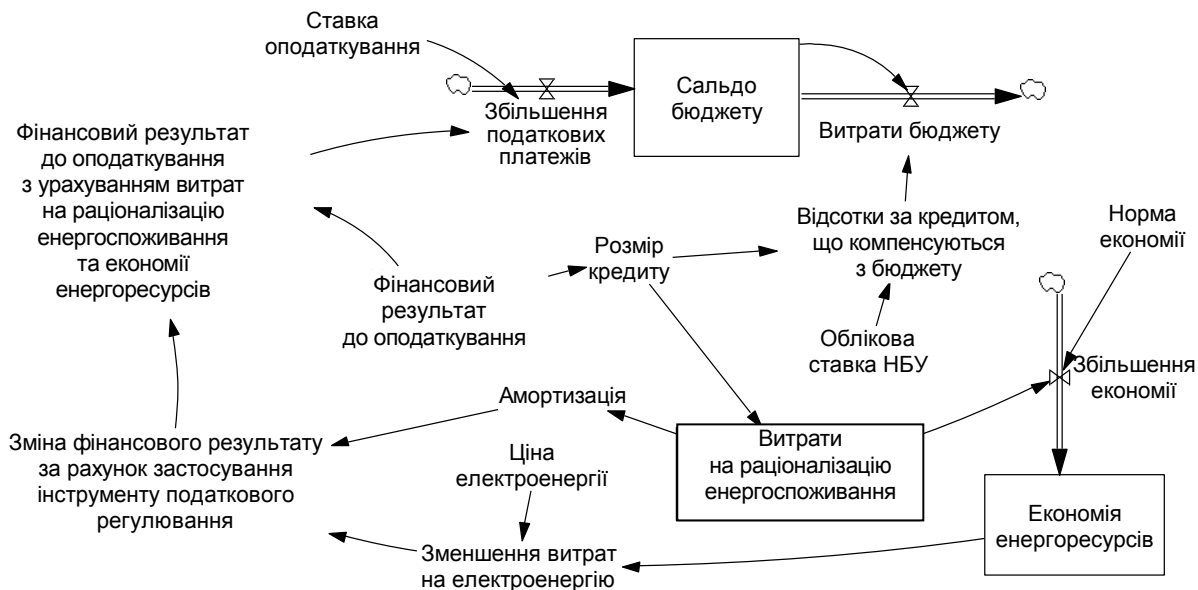 Ставка
оподаткування
Сальдо
бюджету
Збільшення
податкових
платежів
Витрати бюджету
Фінансовий результат
до оподаткування
з урахуванням витрат
на раціоналізацію
енергоспоживання
та економії
енергоресурсів
Відсотки за кредитом,
що компенсуються
з бюджету
Норма
економії
Розмір
кредиту
Фінансовий
результат
до оподаткування
Облікова
ставка НБУ
Збільшення
економії
Амортизація
Зміна фінансового результату
за рахунок застосування
інструменту податкового
регулювання
Ціна
електроенергії
Витрати
на раціоналізацію
енергоспоживання
Економія
енергоресурсів
Зменшення витрат
на електроенергію